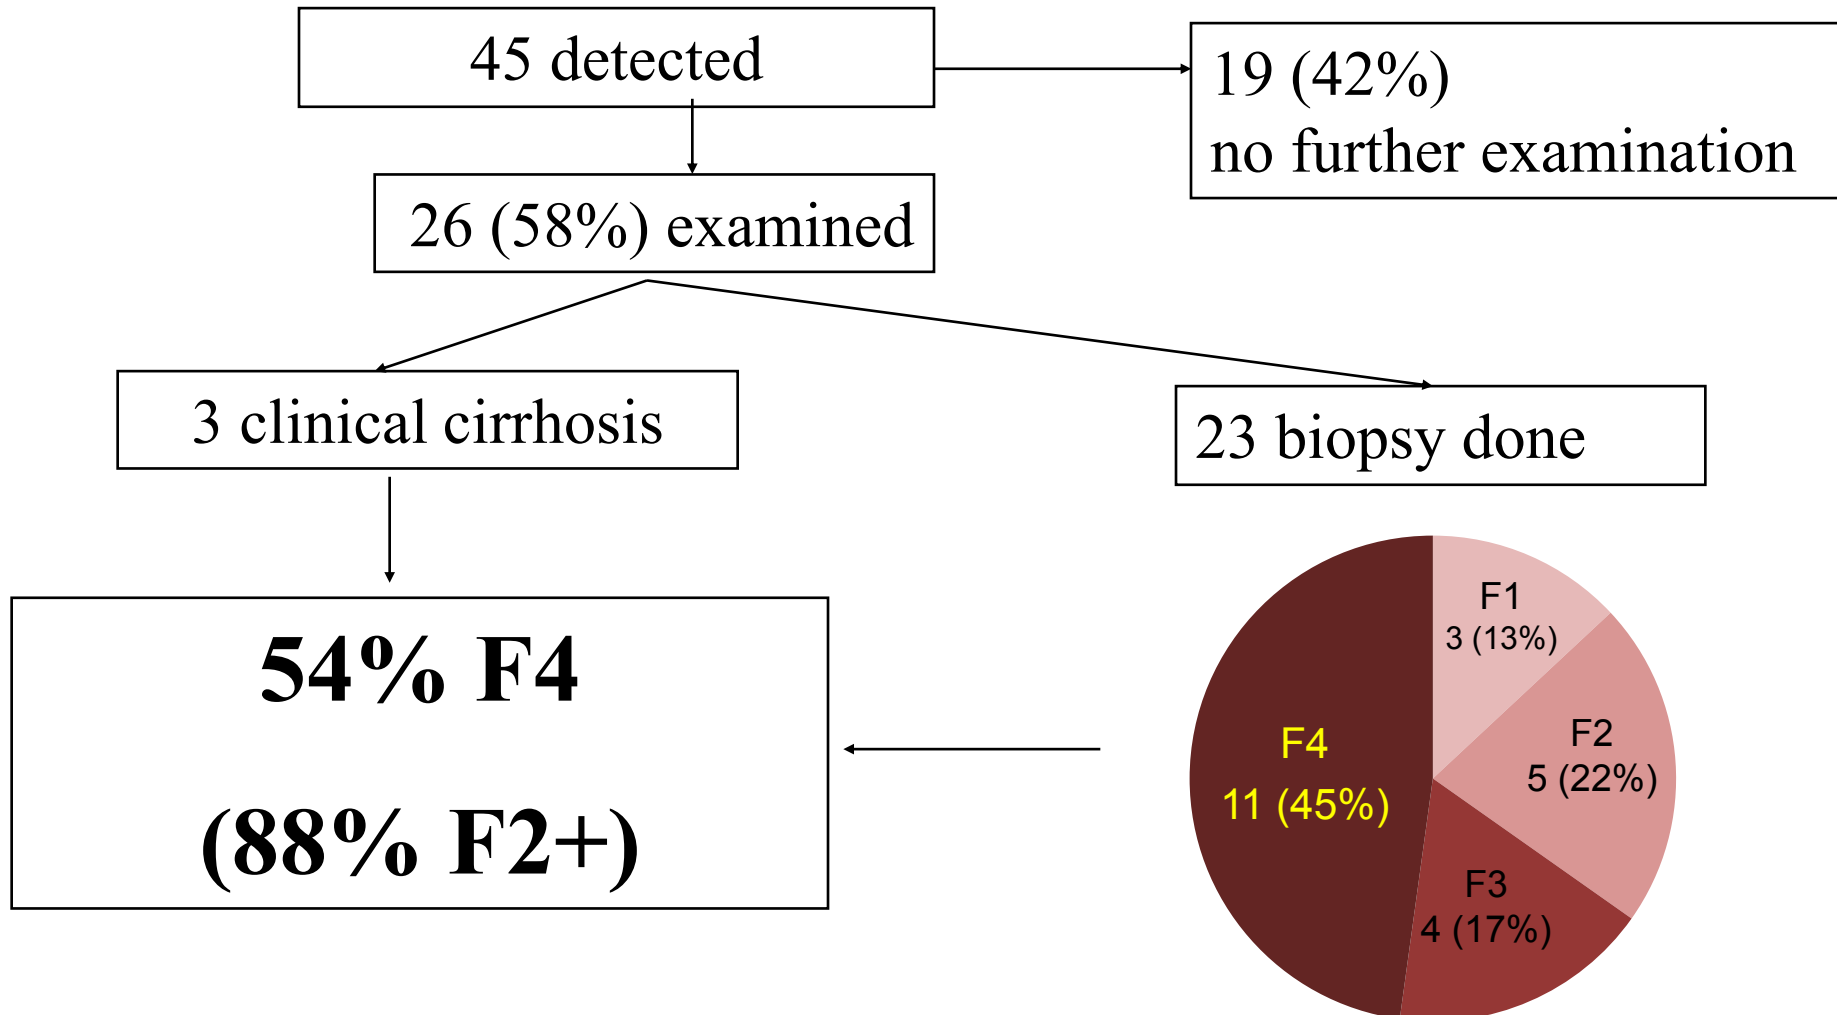 45 detected
19 (42%)
no further examination
26 (58%) examined
3 clinical cirrhosis
23 biopsy done
54% F4
(88% F2+)
F1
3 (13%)
F2
5 (22%)
F3
4 (17%)
F4
11 (45%)